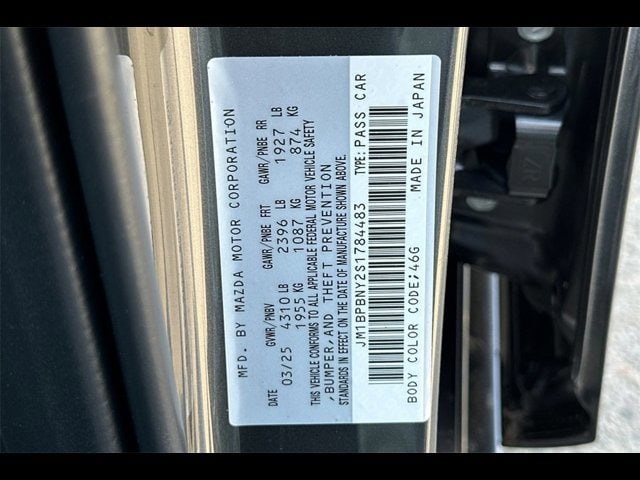 MFD. BY MAZDA MOTOR CORPORATION
DATE GVWR/PNBV GAWR/PNBE FRT GAWR/PNBE RR
03/25 4310 LB 2396 LB 1927 LB
1955 KG 1087 KG 874 KG
THIS VEHICLE CONFORMS TO ALL APPLICABLE FEDERAL MOTOR VEHICLE SAFETY
,BUMPER,AND THEFT PREVENTION
STANDARDS IN EFFECT ON THE DATE OF MANUFACTURE SHOWN ABOVE.
JM1BPBNY2S1784483 TYPE: PASS CAR
BODY COLOR CODE;46G MADE IN JAPAN